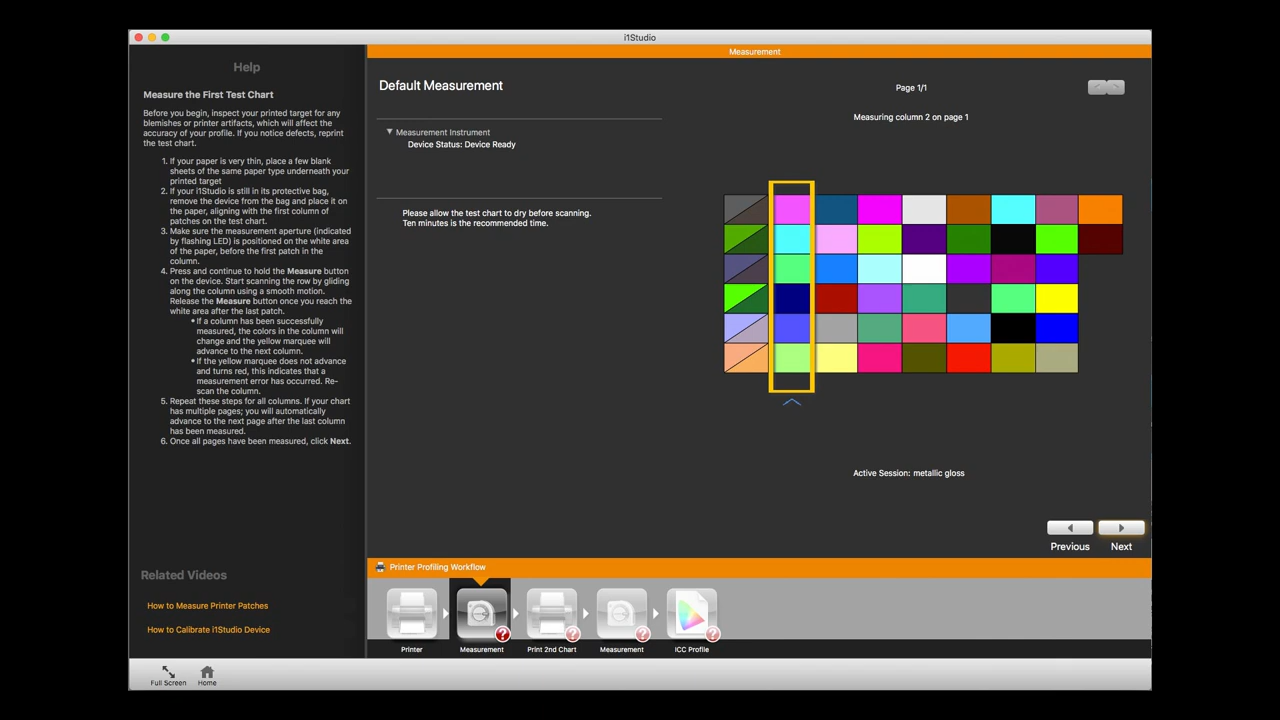 i1Studio
Measurement
Help
Measure the First Test Chart
Before you begin, inspect your printed target for any
blemishes or printer artifacts, which will affect the
accuracy of your profile. If you notice defects, reprint
the test chart.
1. If your paper is very thin, place a few blank
sheets of the same paper type underneath your
printed target
2. If your i1Studio is still in its protective bag,
remove the device from the bag and place it on
the paper, aligning with the first column of
patches on the test chart.
3. Make sure the measurement aperture (indicated
by flashing LED) is positioned on the white area
of the paper, before the first patch in the
column.
4. Press and continue to hold the Measure button
on the device. Start scanning the row by gliding
along the column using a smooth motion.
Release the Measure button once you reach the
white area after the last patch.
• If a column has been successfully
measured, the colors in the column will
change and the yellow marquee will
advance to the next column.
• If the yellow marquee does not advance
and turns red, this indicates that a
measurement error has occurred. Re-
scan the column.
5. Repeat these steps for all columns. If your chart
has multiple pages; you will automatically
advance to the next page after the last column
has been measured.
6. Once all pages have been measured, click Next.
Related Videos
How to Measure Printer Patches
How to Calibrate i1Studio Device
Default Measurement
Measurement Instrument
Device Status: Device Ready
Please allow the test chart to dry before scanning.
Ten minutes is the recommended time.
Page 1/1
Measuring column 2 on page 1
Active Session: metallic gloss
Previous
Next
Printer Profiling Workflow
Printer
Measurement
Print 2nd Chart
Measurement
ICC Profile
Full Screen
Home